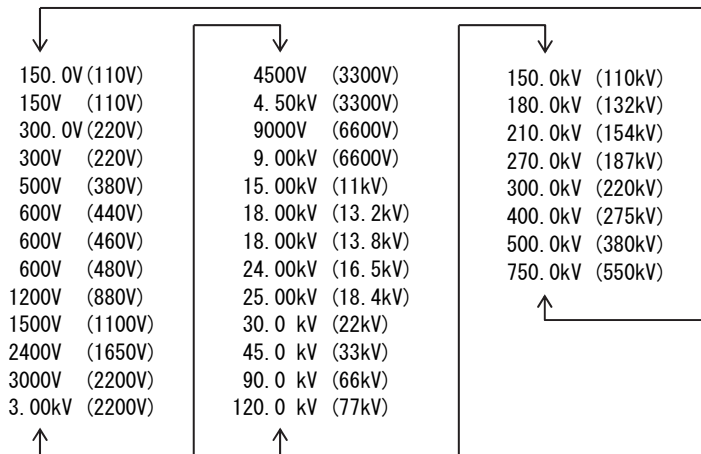 150.0V (110V)
150V (110V)
300.0V (220V)
300V (220V)
500V (380V)
600V (440V)
600V (460V)
600V (480V)
1200V (880V)
1500V (1100V)
2400V (1650V)
3000V (2200V)
3.00kV (2200V)
4500V (3300V)
4.50kV (3300V)
9000V (6600V)
9.00kV (6600V)
15.00kV (11kV)
18.00kV (13.2kV)
18.00kV (13.8kV)
24.00kV (16.5kV)
25.00kV (18.4kV)
30.0 kV (22kV)
45.0 kV (33kV)
90.0 kV (66kV)
120.0 kV (77kV)
150.0kV (110kV)
180.0kV (132kV)
210.0kV (154kV)
270.0kV (187kV)
300.0kV (220kV)
400.0kV (275kV)
500.0kV (380kV)
750.0kV (550kV)